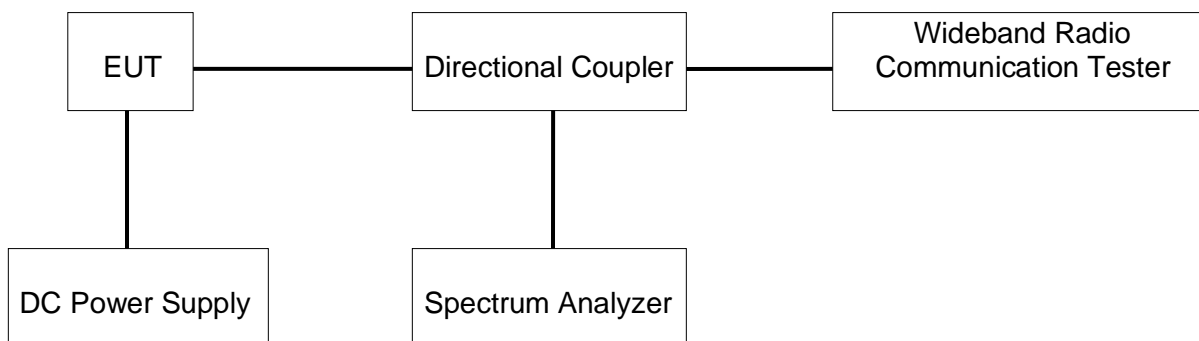 EUT
Directional Coupler
Wideband Radio
Communication Tester
DC Power Supply
Spectrum Analyzer